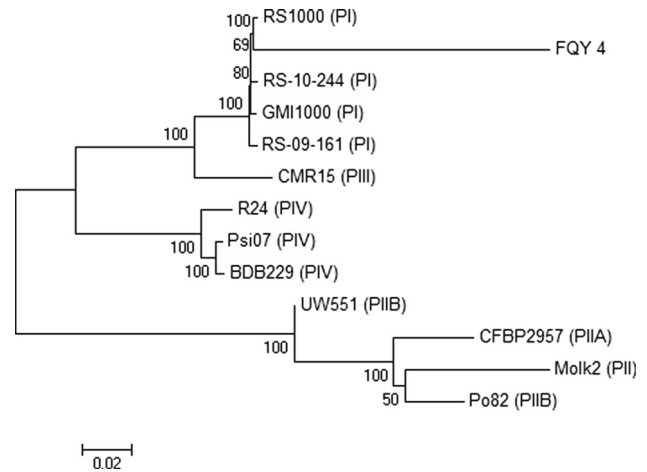 100 RS1000 (PI)
69 FQY 4
80 RS-10-244 (PI)
100 GMI1000 (PI)
RS-09-161 (PI)
100
CMR15 (PIII)
R24 (PIV)
100 Psi07 (PIV)
100 BDB229 (PIV)
UW551 (PIIB)
100
CFBP2957 (PIIA)
100 Molk2 (PII)
50 Po82 (PIIB)
0.02